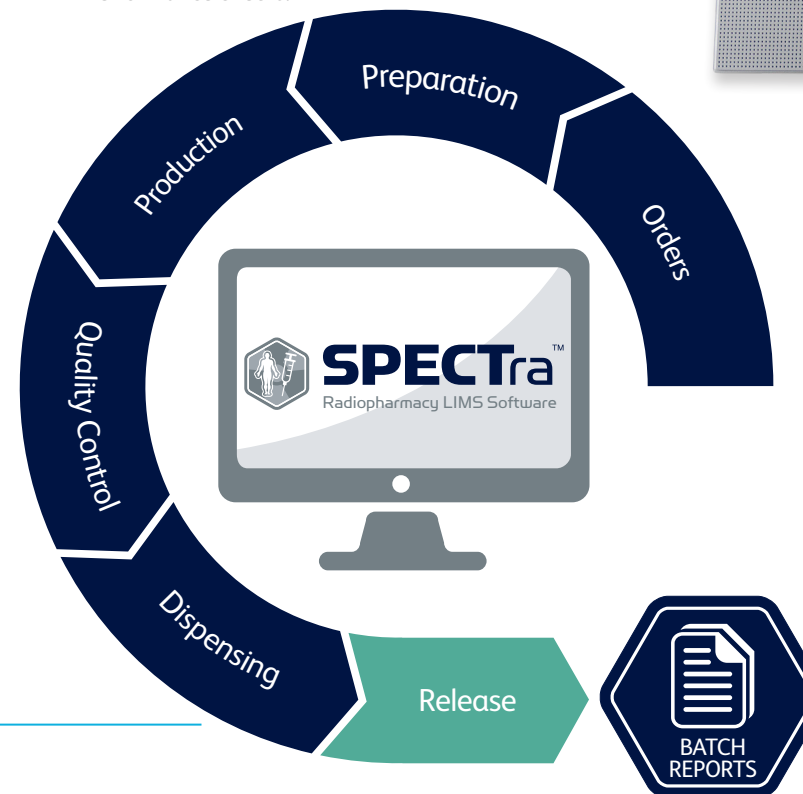 Preparation
Orders
Production
Quality Control
Dispensing
Release
SPECTra™
Radiopharmacy LIMS Software
BATCH
REPORTS